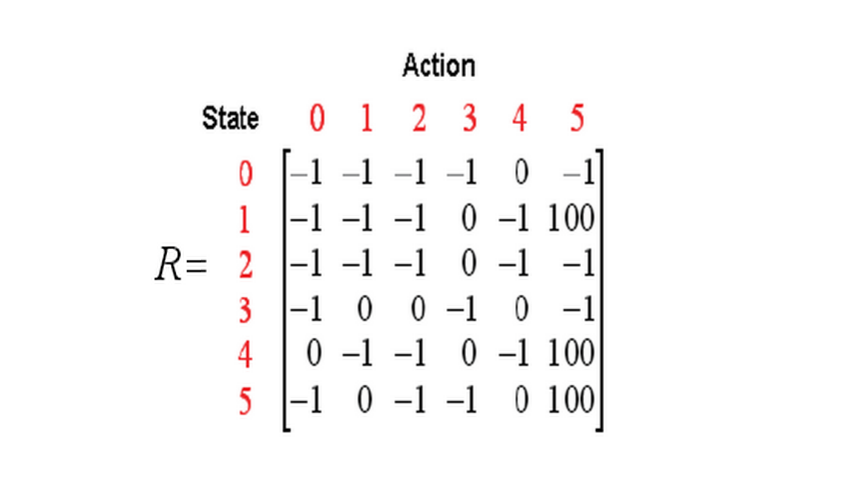 Action
State 0 1 2 3 4 5
0 −1 −1 −1 −1 0 −1
1 −1 −1 −1 0 −1 100
R= 2 −1 −1 −1 0 −1 −1
3 −1 0 0 −1 0 −1
4 0 −1 −1 0 −1 100
5 −1 0 −1 −1 0 100